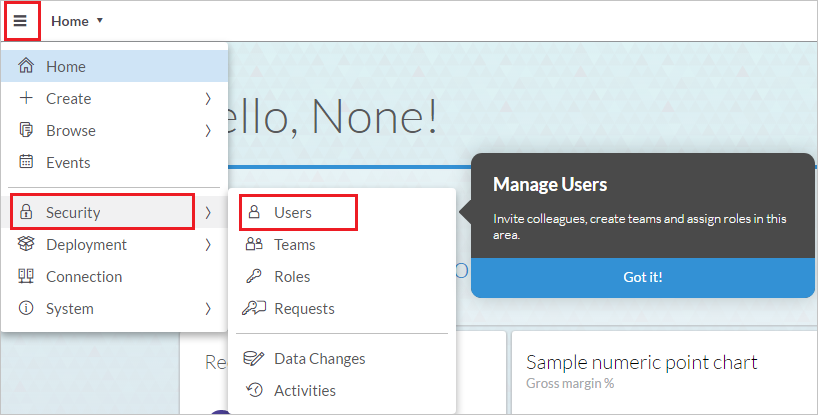 Home
Home
Create
Browse
Events
Security
Deployment
Connection
System
ello, None!
Users
Teams
Roles
Requests
Data Changes
Activities
Manage Users
Invite colleagues, create teams and assign roles in this
area.
Got it!
Re
Sample numeric point chart
Gross margin %